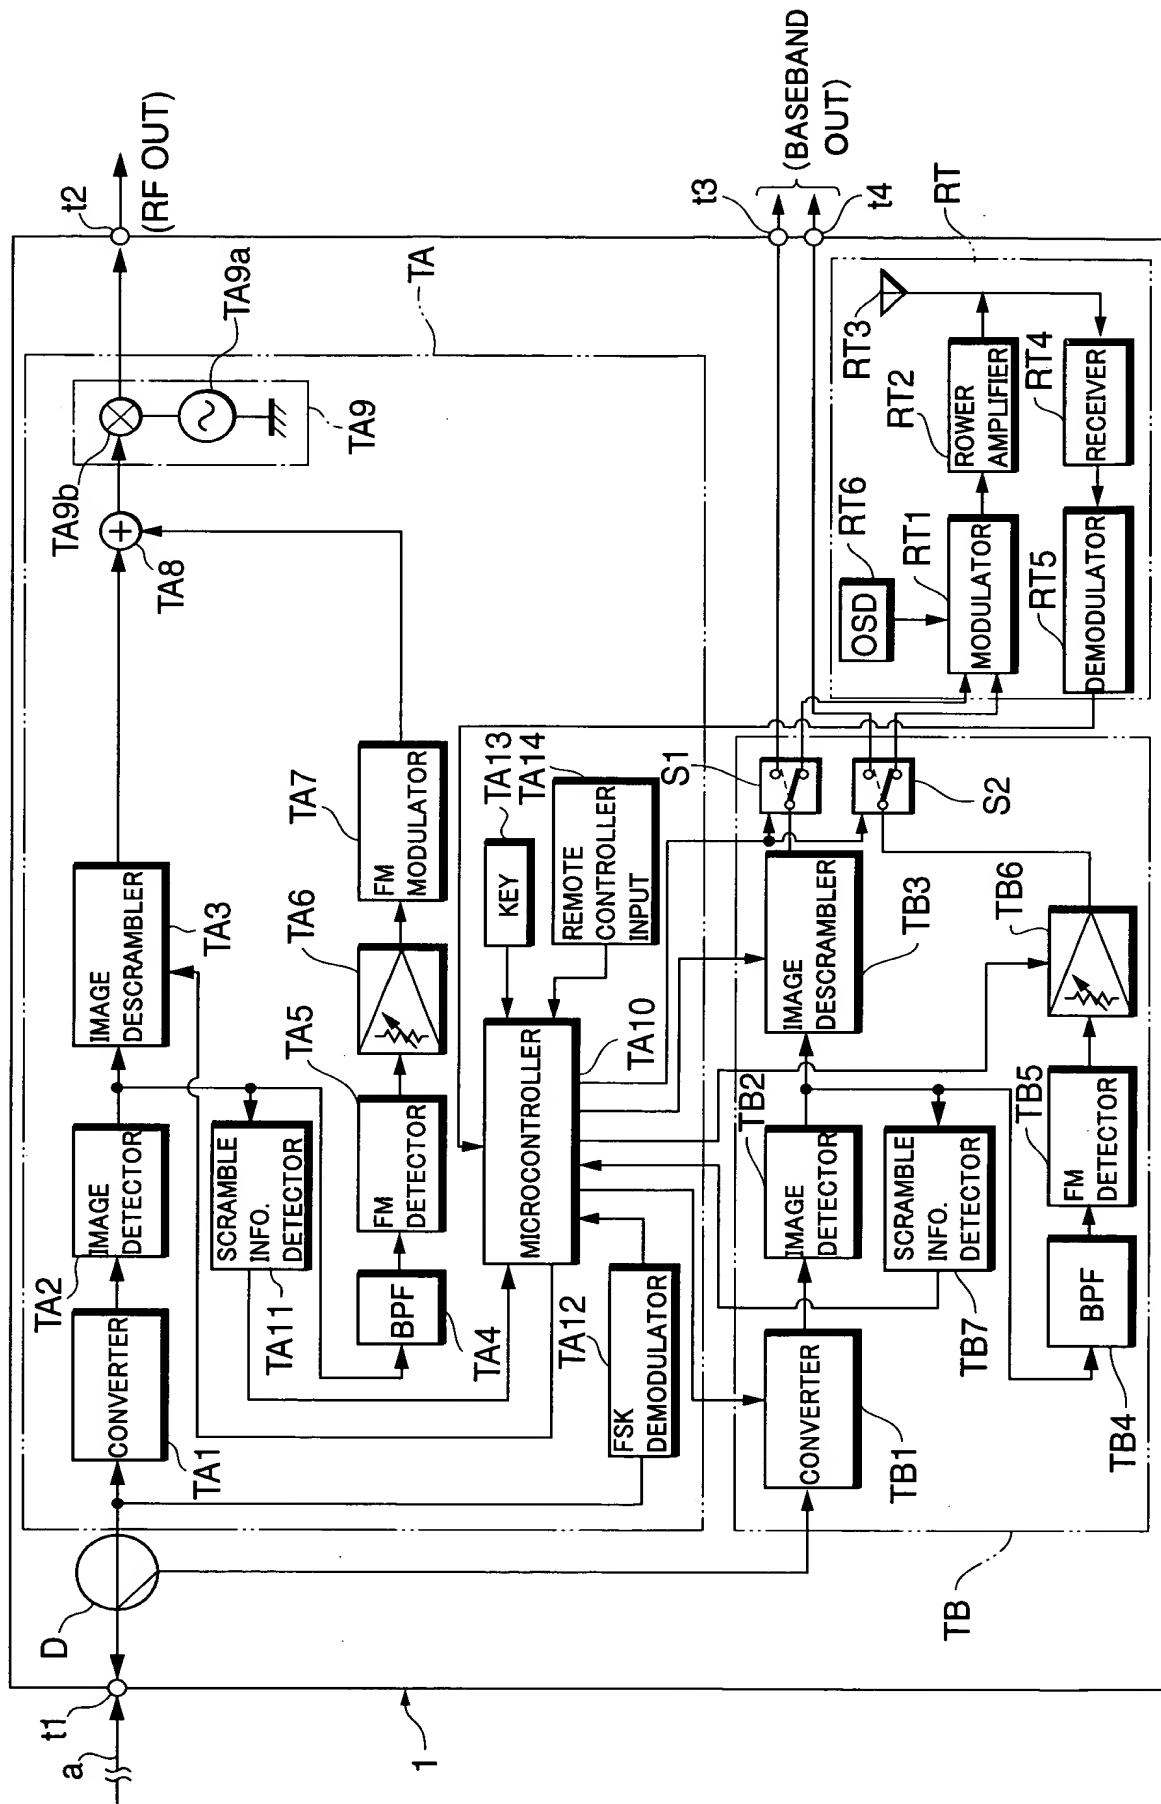 a
t1
D
1
CONVERTER
TA1
IMAGE
DETECTOR
TA2
IMAGE
DESCRAMBLER
TA3
TA8
TA9b
TA9
TA9a
t2
(RF OUT)
TA
SCRAMBLE
INFO.
DETECTOR
TA11
BPF
TA4
FM
DETECTOR
TA5
TA6
FM
MODULATOR
TA7
KEY
TA13
REMOTE
CONTROLLER
INPUT
TA14
MICROCONTROLLER
TA10
FSK
DEMODULATOR
TA12
CONVERTER
TB1
IMAGE
DETECTOR
TB2
IMAGE
DESCRAMBLER
TB3
SCRAMBLE
INFO.
DETECTOR
TB7
BPF
TB4
FM
DETECTOR
TB5
TB6
TB
S1
S2
t3
t4
(BASEBAND
OUT)
OSD
RT6
MODULATOR
RT1
ROWER
AMPLIFIER
RT2
RT3
RECEIVER
RT4
DEMODULATOR
RT5
RT